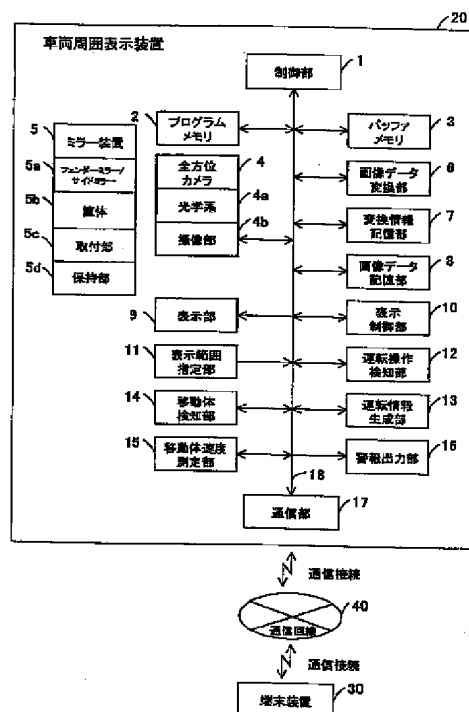 20
車両周囲表示装置
1
制御部
2
プログラム
メモリ
3
バッファ
メモリ
5
ミラー装置
5a
フェンダーミラー/
サイドミラー
5b
筐体
5c
取付部
5d
保持部
4
全方位
カメラ
4a
光学系
4b
撮像部
6
画像データ
変換部
7
変換情報
記憶部
8
画像データ
記憶部
9
表示部
10
表示
制御部
11
表示範囲
指定部
12
運転操作
検知部
14
移動体
検知部
13
運転情報
生成部
15
移動体速度
測定部
16
警報出力部
18
17
通信部
通信接続
40
通信回線
通信接続
30
端末装置